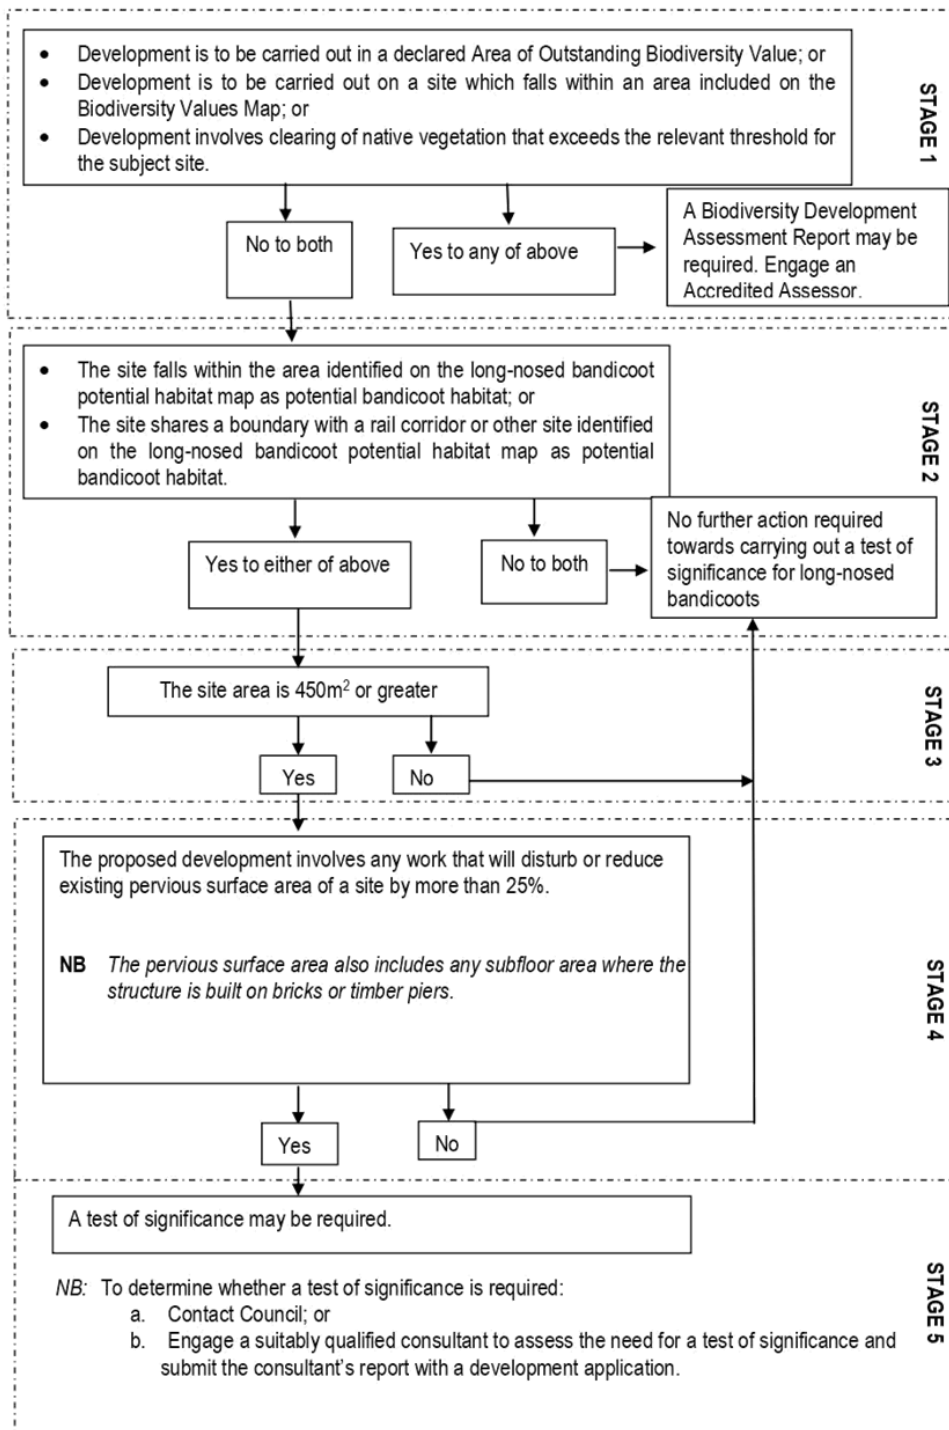 • Development is to be carried out in a declared Area of Outstanding Biodiversity Value; or
• Development is to be carried out on a site which falls within an area included on the
Biodiversity Values Map; or
• Development involves clearing of native vegetation that exceeds the relevant threshold for
the subject site.
STAGE 1
No to both
Yes to any of above
A Biodiversity Development
Assessment Report may be
required. Engage an
Accredited Assessor.
• The site falls within the area identified on the long-nosed bandicoot
potential habitat map as potential bandicoot habitat; or
• The site shares a boundary with a rail corridor or other site identified
on the long-nosed bandicoot potential habitat map as potential
bandicoot habitat.
STAGE 2
Yes to either of above
No to both
No further action required
towards carrying out a test of
significance for long-nosed
bandicoots
The site area is 450m² or greater
STAGE 3
Yes
No
The proposed development involves any work that will disturb or reduce
existing pervious surface area of a site by more than 25%.
NB The pervious surface area also includes any subfloor area where the
structure is built on bricks or timber piers.
STAGE 4
Yes
No
A test of significance may be required.
NB: To determine whether a test of significance is required:
a. Contact Council; or
b. Engage a suitably qualified consultant to assess the need for a test of significance and
submit the consultant's report with a development application.
STAGE 5